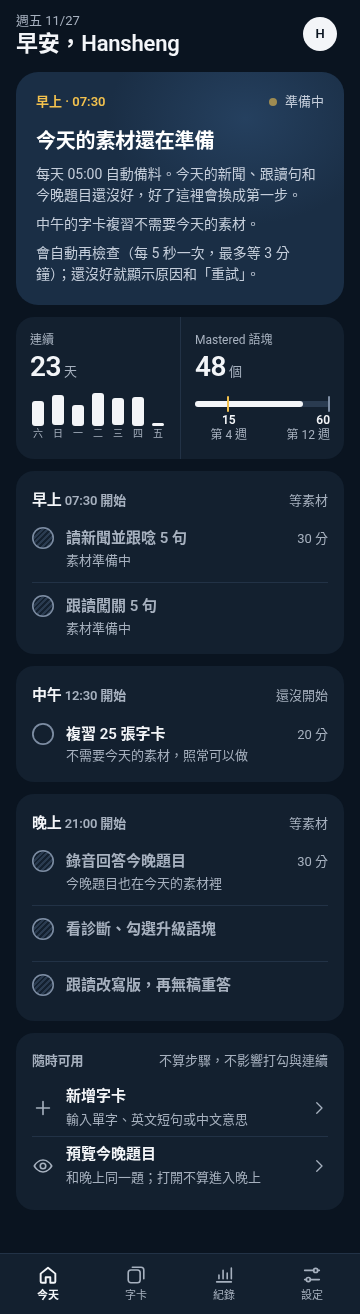 週五 11/27
早安，Hansheng
H
早上 · 07:30
準備中
今天的素材還在準備
每天 05:00 自動備料。今天的新聞、跟讀句和
今晚題目還沒好，好了這裡會換成第一步。
中午的字卡複習不需要今天的素材。
會自動再檢查（每 5 秒一次，最多等 3 分
鐘）；還沒好就顯示原因和「重試」。
連續
23 天
六 日 一 二 三 四 五
Mastered 語塊
48 個
15 60
第 4 週 第 12 週
早上 07:30 開始 等素材
讀新聞並跟唸 5 句 30 分
素材準備中
跟讀闖關 5 句
素材準備中
中午 12:30 開始 還沒開始
複習 25 張字卡 20 分
不需要今天的素材，照常可以做
晚上 21:00 開始 等素材
錄音回答今晚題目 30 分
今晚題目也在今天的素材裡
看診斷、勾選升級語塊
跟讀改寫版，再無稿重答
隨時可用 不算步驟，不影響打勾與連續
新增字卡
輸入單字、英文短句或中文意思
預覽今晚題目
和晚上同一題；打開不算進入晚上
今天 字卡 紀錄 設定